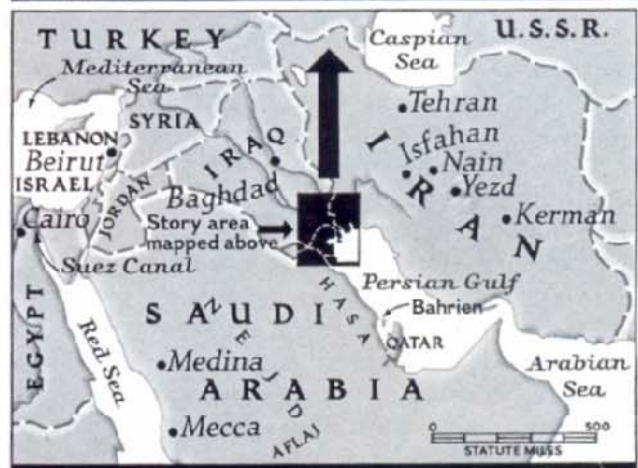 TURKEY
Caspian
Sea
U.S.S.R.
Mediterranean
Sea
Tehran
SYRIA
LEBANON
Beirut
IRAQ
Isfahan
ISRAEL
Nain
JORDAN
Baghdad
Yezd
IRAN
Cairo
Story area
mapped above
Kerman
Suez Canal
Persian Gulf
HASA
Bahrien
EGYPT
SAUDI
NEJD
QATAR
Red Sea
Medina
Arabian
Sea
ARABIA
Mecca
AFLAJ
0 500
STATUTE MILES